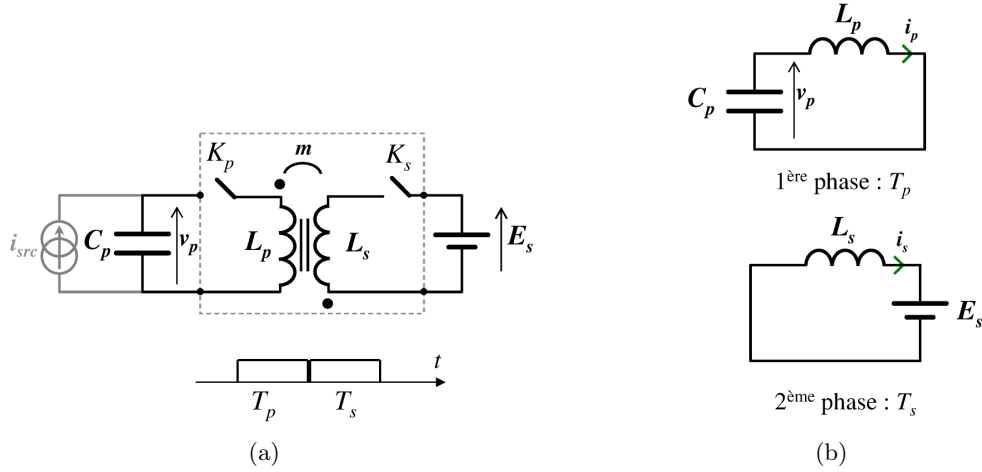 K_p
m
K_s
i_src
C_p
v_p
L_p
L_s
E_s
t
T_p
T_s
(a)
L_p
i_p
C_p
v_p
1ère phase : T_p
L_s
i_s
E_s
2ème phase : T_s
(b)